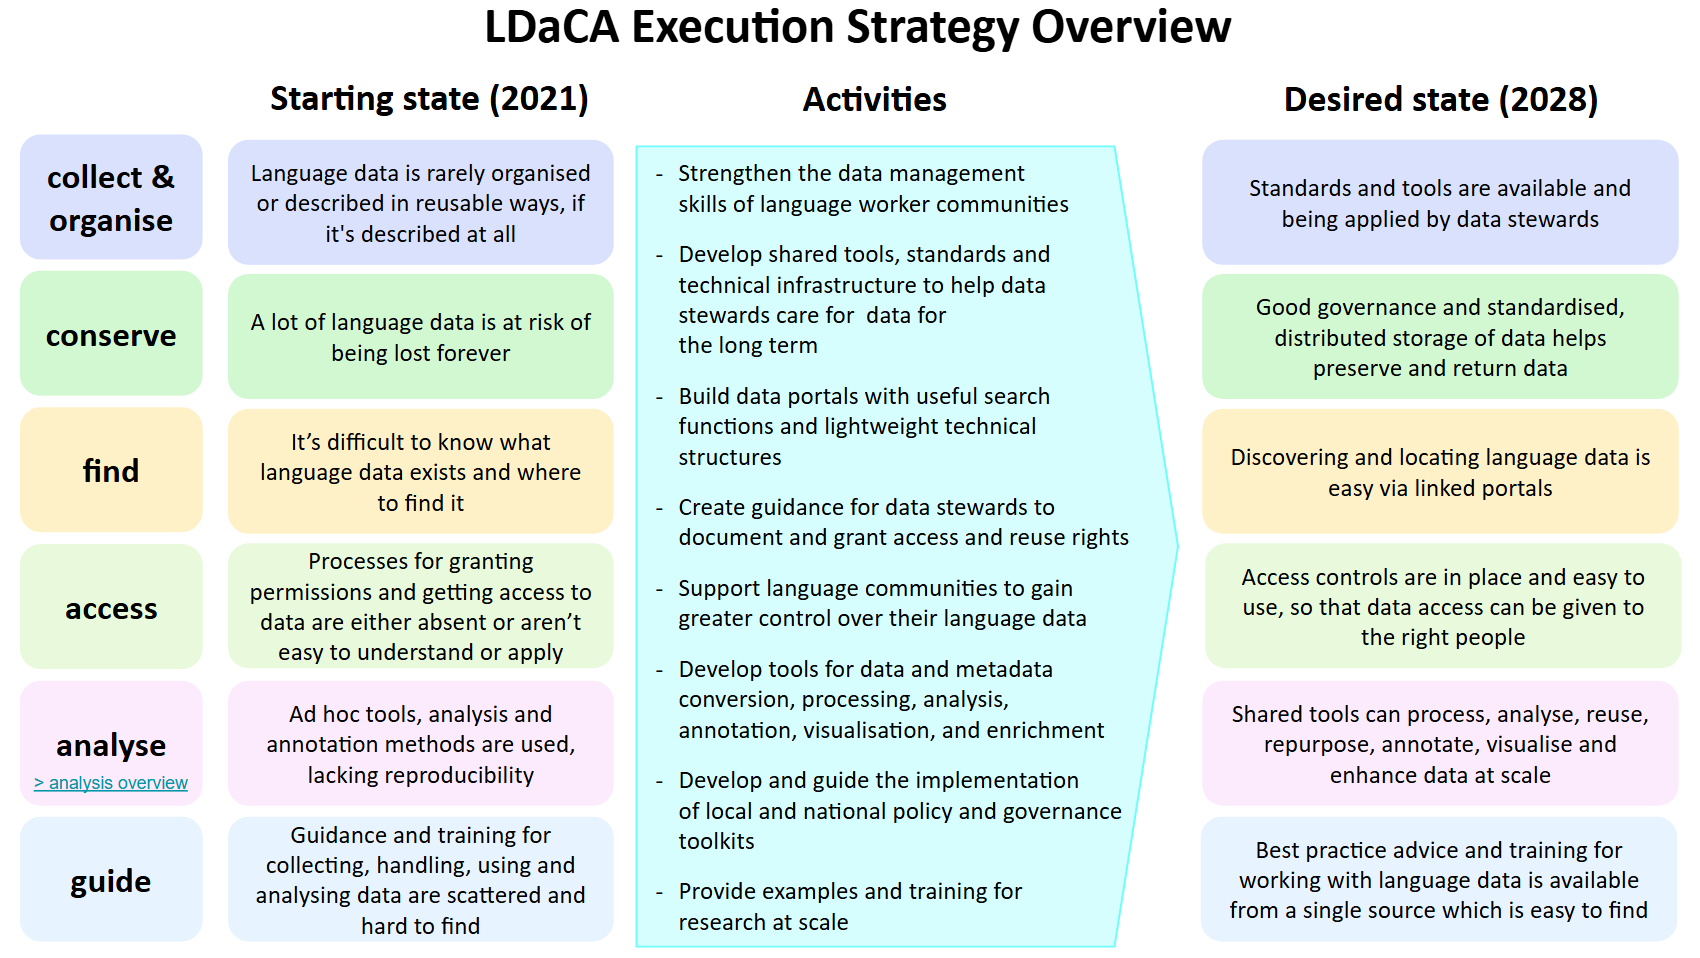 LDaCA Execution Strategy Overview
Starting state (2021)
Activities
Desired state (2028)
collect &
organise
Language data is rarely organised
or described in reusable ways, if
it's described at all
Standards and tools are available and
being applied by data stewards
conserve
A lot of language data is at risk of
being lost forever
Good governance and standardised,
distributed storage of data helps
preserve and return data
find
It’s difficult to know what
language data exists and where
to find it
Discovering and locating language data is
easy via linked portals
access
Processes for granting
permissions and getting access to
data are either absent or aren’t
easy to understand or apply
Access controls are in place and easy to
use, so that data access can be given to
the right people
analyse
> analysis overview
Ad hoc tools, analysis and
annotation methods are used,
lacking reproducibility
Shared tools can process, analyse, reuse,
repurpose, annotate, visualise and
enhance data at scale
guide
Guidance and training for
collecting, handling, using and
analysing data are scattered and
hard to find
Best practice advice and training for
working with language data is available
from a single source which is easy to find
- Strengthen the data management
skills of language worker communities
- Develop shared tools, standards and
technical infrastructure to help data
stewards care for  data for
the long term
- Build data portals with useful search
functions and lightweight technical
structures
- Create guidance for data stewards to
document and grant access and reuse rights
- Support language communities to gain
greater control over their language data
- Develop tools for data and metadata
conversion, processing, analysis,
annotation, visualisation, and enrichment
- Develop and guide the implementation
of local and national policy and governance
toolkits
- Provide examples and training for
research at scale